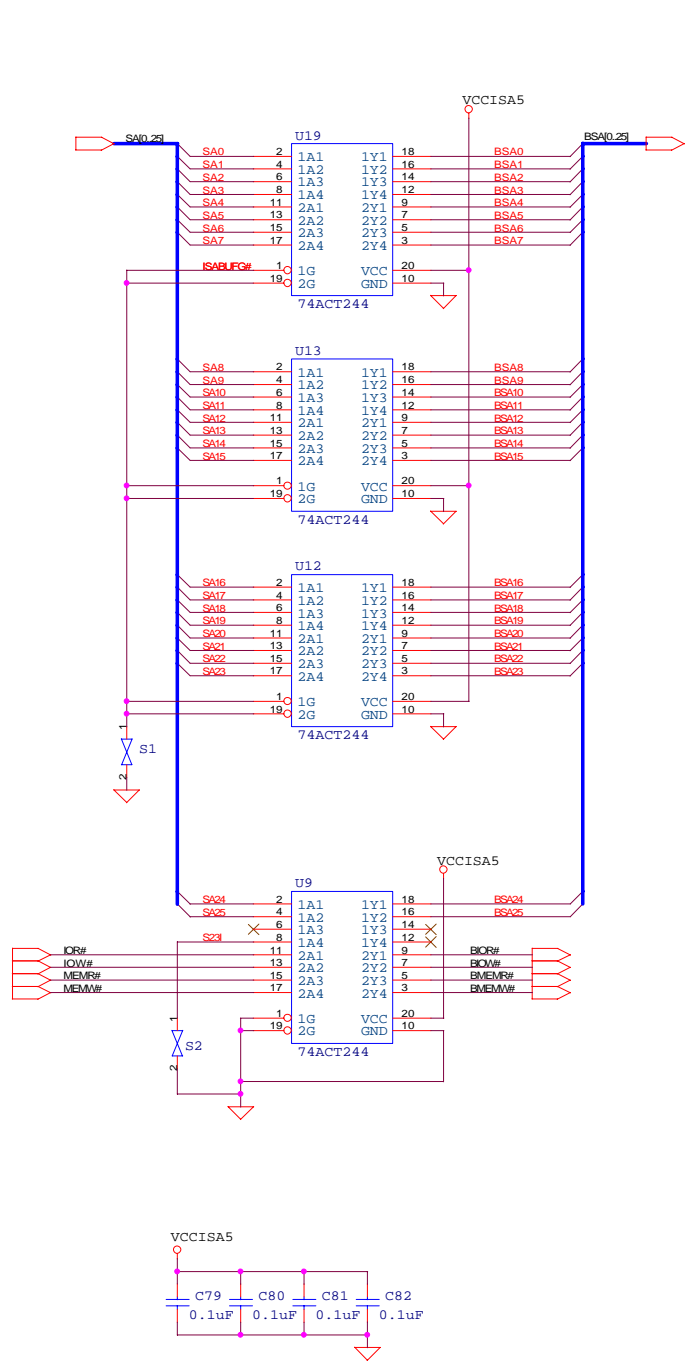 VCCISA5
SA[0..25] U19 BSA[0..25]
SA0 2 1A1 1Y1 18 BSA0
SA1 4 1A2 1Y2 16 BSA1
SA2 6 1A3 1Y3 14 BSA2
SA3 8 1A4 1Y4 12 BSA3
SA4 11 2A1 2Y1 9 BSA4
SA5 13 2A2 2Y2 7 BSA5
SA6 15 2A3 2Y3 5 BSA6
SA7 17 2A4 2Y4 3 BSA7
ISABUFG# 1 1G VCC 20
19 2G GND 10
74ACT244
U13
SA8 2 1A1 1Y1 18 BSA8
SA9 4 1A2 1Y2 16 BSA9
SA10 6 1A3 1Y3 14 BSA10
SA11 8 1A4 1Y4 12 BSA11
SA12 11 2A1 2Y1 9 BSA12
SA13 13 2A2 2Y2 7 BSA13
SA14 15 2A3 2Y3 5 BSA14
SA15 17 2A4 2Y4 3 BSA15
1 1G VCC 20
19 2G GND 10
74ACT244
U12
SA16 2 1A1 1Y1 18 BSA16
SA17 4 1A2 1Y2 16 BSA17
SA18 6 1A3 1Y3 14 BSA18
SA19 8 1A4 1Y4 12 BSA19
SA20 11 2A1 2Y1 9 BSA20
SA21 13 2A2 2Y2 7 BSA21
SA22 15 2A3 2Y3 5 BSA22
SA23 17 2A4 2Y4 3 BSA23
1 1G VCC 20
19 2G GND 10
74ACT244
1
S1
2
VCCISA5
U9
SA24 2 1A1 1Y1 18 BSA24
SA25 4 1A2 1Y2 16 BSA25
6 1A3 1Y3 14
S23I 8 1A4 1Y4 12
IOR# 11 2A1 2Y1 9 BIOR#
IOW# 13 2A2 2Y2 7 BIOW#
MEMR# 15 2A3 2Y3 5 BMEMR#
MEMW# 17 2A4 2Y4 3 BMEMW#
1 1G VCC 20
19 2G GND 10
74ACT244
1
S2
2
VCCISA5
C79 C80 C81 C82
0.1uF 0.1uF 0.1uF 0.1uF